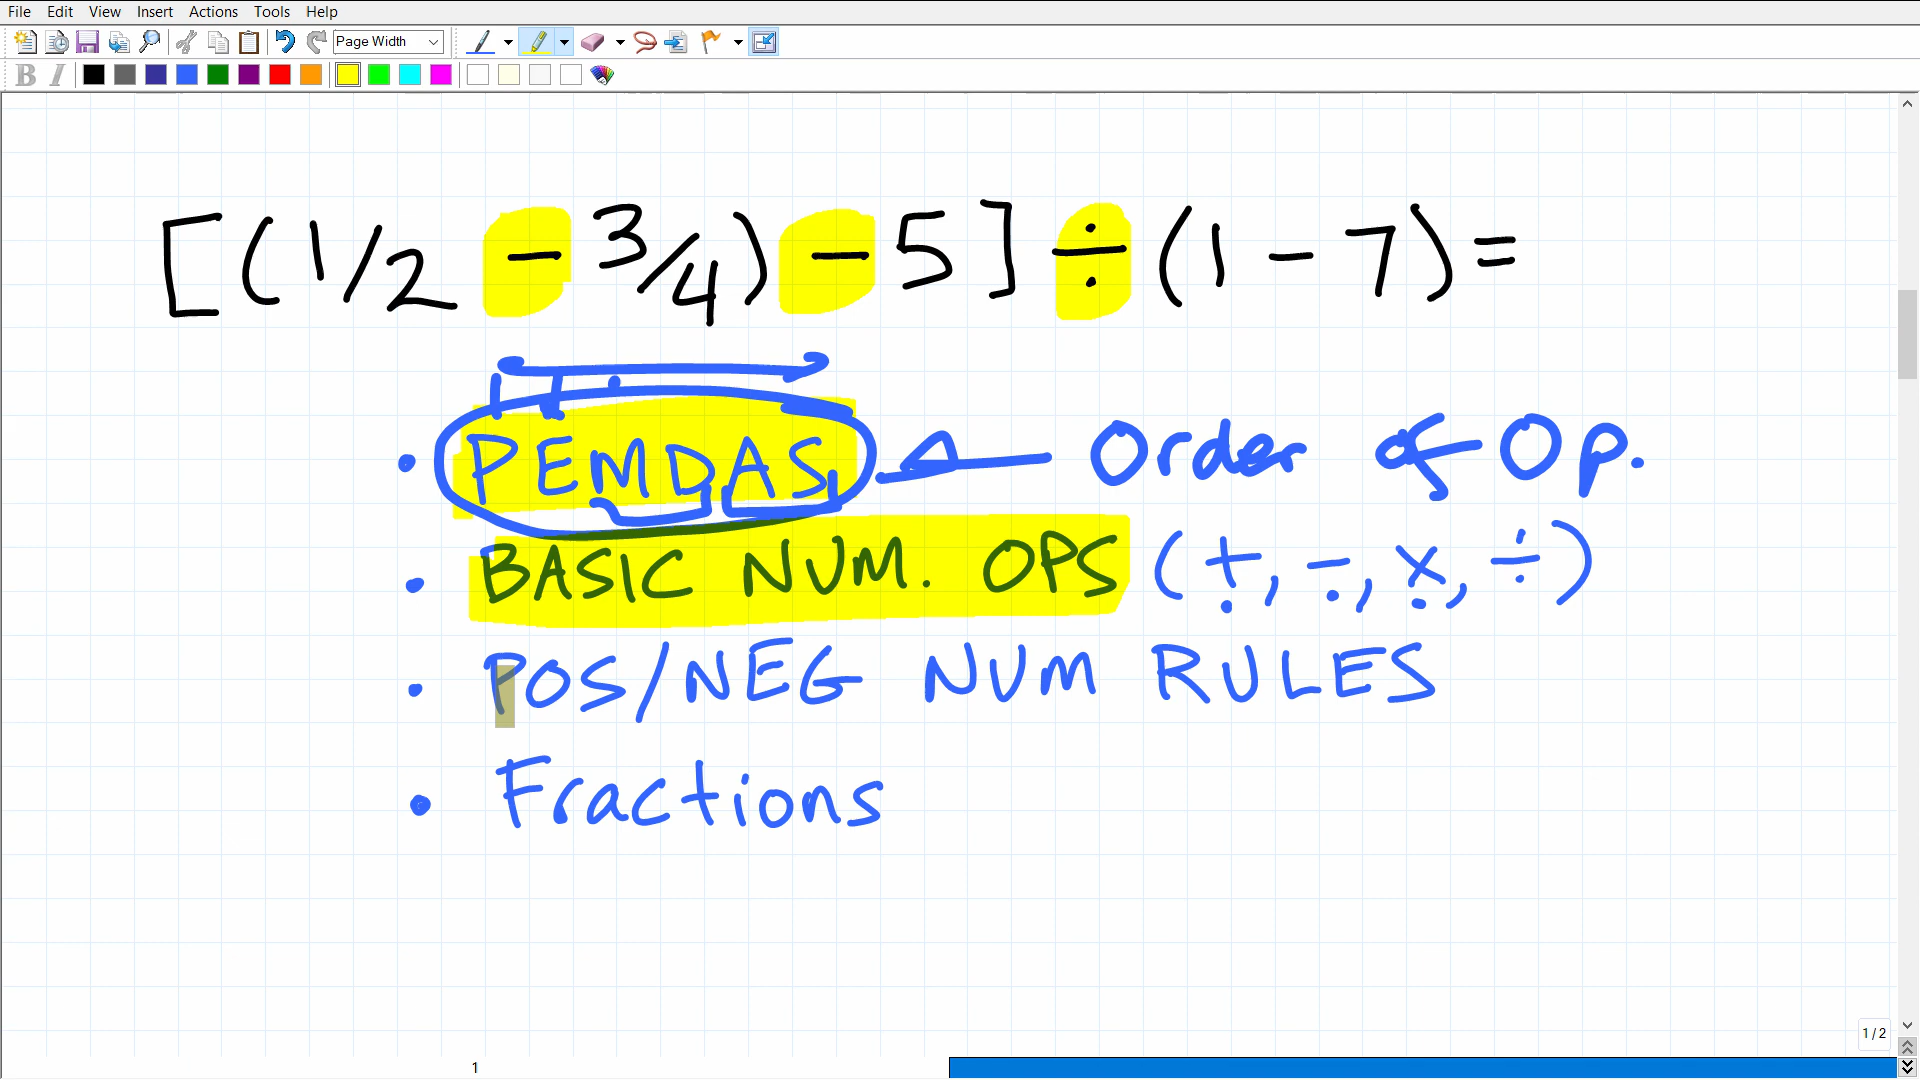 File Edit View Insert Actions Tools Help
Page Width
B I
[(1/2 - 3/4) - 5] ÷ (1 - 7) =
• PEMDAS Order of Op.
• BASIC NUM. OPS (+, -, x, ÷)
• POS/NEG NUM RULES
• Fractions
1/2
1